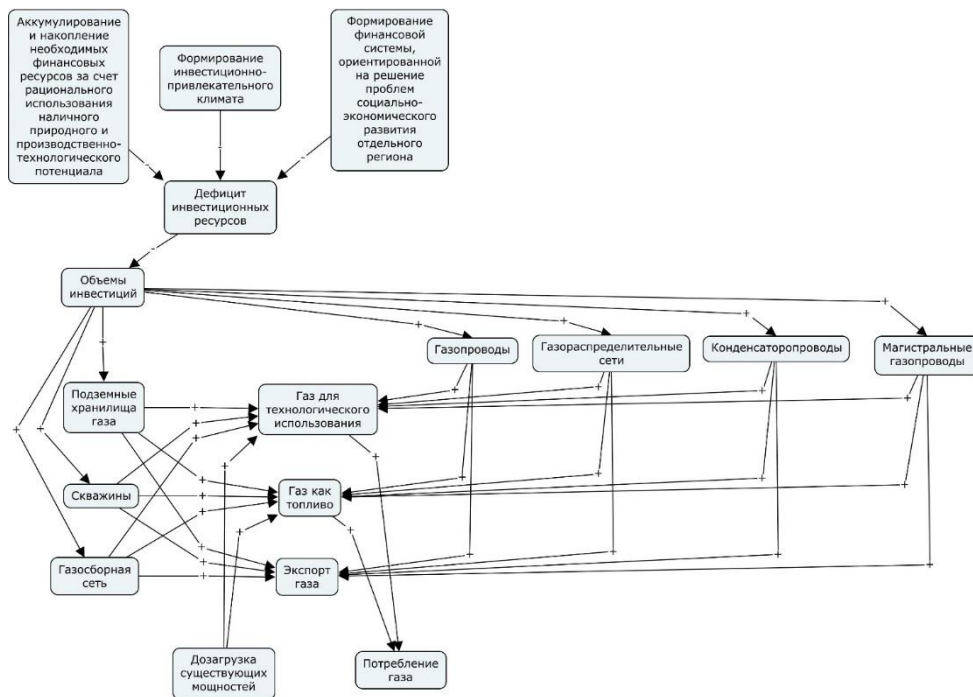 Аккумулирование
и накопление
необходимых
финансовых
ресурсов за счет
рационального
использования
наличного
природного и
производственно-
технологического
потенциала
Формирование
инвестиционно-
привлекательного
климата
Формирование
финансовой
системы,
ориентированной
на решение
проблем
социально-
экономического
развития
отдельного
региона
Дефицит
инвестиционных
ресурсов
Объемы
инвестиций
Газопроводы
Газораспределительные
сети
Конденсаторопроводы
Магистральные
газопроводы
Подземные
хранилища
газа
Газ для
технологического
использования
Скважины
Газ как
топливо
Газосборная
сеть
Экспорт
газа
Дозагрузка
существующих
мощностей
Потребление
газа